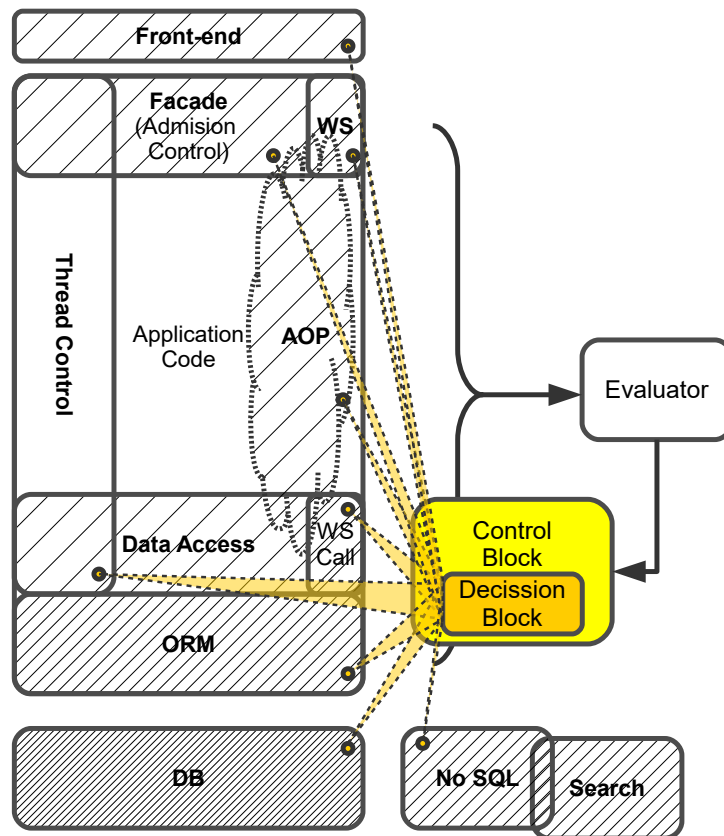 Front-end
Facade
(Admision
Control)
WS
Thread Control
Application
Code
AOP
Evaluator
Data Access
WS
Call
Control
Block
Decission
Block
ORM
DB
No SQL
Search